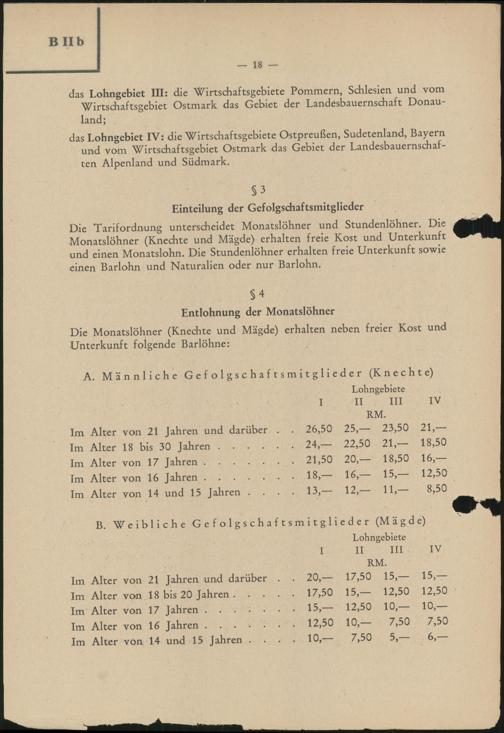 B II b
— 18 —
das Lohngebiet III: die Wirtschaftsgebiete Pommern, Schlesien und vom
Wirtschaftsgebiet Ostmark das Gebiet der Landesbauernschaft Donau-
land;
das Lohngebiet IV: die Wirtschaftsgebiete Ostpreußen, Sudetenland, Bayern
und vom Wirtschaftsgebiet Ostmark das Gebiet der Landesbauernschaf-
ten Alpenland und Südmark.
§ 3
Einteilung der Gefolgschaftsmitglieder
Die Tarifordnung unterscheidet Monatslöhner und Stundenlöhner. Die
Monatslöhner (Knechte und Mägde) erhalten freie Kost und Unterkunft
und einen Monatslohn. Die Stundenlöhner erhalten freie Unterkunft sowie
einen Barlohn und Naturalien oder nur Barlohn.
§ 4
Entlohnung der Monatslöhner
Die Monatslöhner (Knechte und Mägde) erhalten neben freier Kost und
Unterkunft folgende Barlöhne:
A. Männliche Gefolgschaftsmitglieder (Knechte)
Lohngebiete
I II III IV
RM.
Im Alter von 21 Jahren und darüber . . 26,50 25,— 23,50 21,—
Im Alter 18 bis 30 Jahren . . . . . . 24,— 22,50 21,— 18,50
Im Alter von 17 Jahren . . . . . . . 21,50 20,— 18,50 16,—
Im Alter von 16 Jahren . . . . . . . 18,— 16,— 15,— 12,50
Im Alter von 14 und 15 Jahren . . . . 13,— 12,— 11,— 8,50
B. Weibliche Gefolgschaftsmitglieder (Mägde)
Lohngebiete
I II III IV
RM.
Im Alter von 21 Jahren und darüber . . 20,— 17,50 15,— 15,—
Im Alter von 18 bis 20 Jahren . . . . . 17,50 15,— 12,50 12,50
Im Alter von 17 Jahren . . . . . . . 15,— 12,50 10,— 10,—
Im Alter von 16 Jahren . . . . . . . 12,50 10,— 7,50 7,50
Im Alter von 14 und 15 Jahren . . . . 10,— 7,50 5,— 6,—